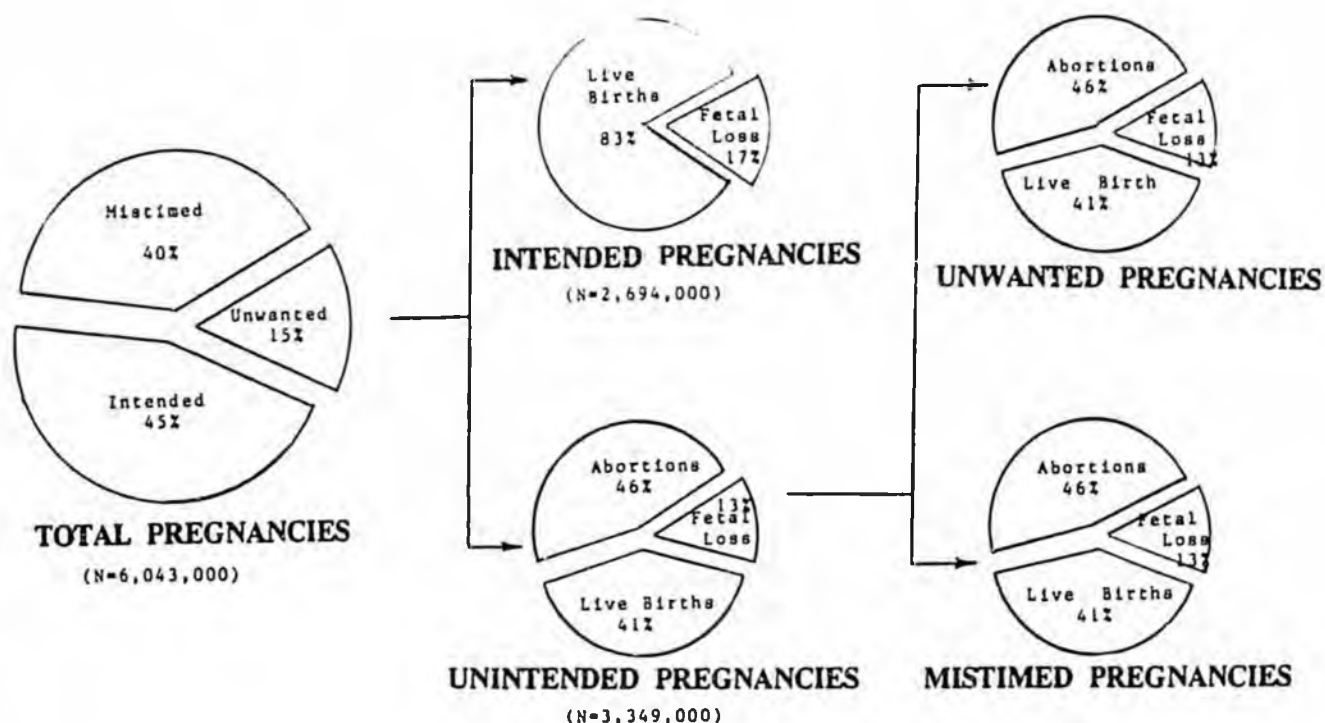 Mistimed
40%
Unwanted
15%
Intended
45%
TOTAL PREGNANCIES
(N=6,043,000)
Live
Births
83%
Fetal
Loss
17%
INTENDED PREGNANCIES
(N=2,694,000)
Abortions
46%
13%
Fetal
Loss
Live Births
41%
UNINTENDED PREGNANCIES
(N=3,349,000)
Abortions
46%
Fetal
Loss
13%
Live Birth
41%
UNWANTED PREGNANCIES
Abortions
46%
Fetal
Loss
13%
Live Births
41%
MISTIMED PREGNANCIES